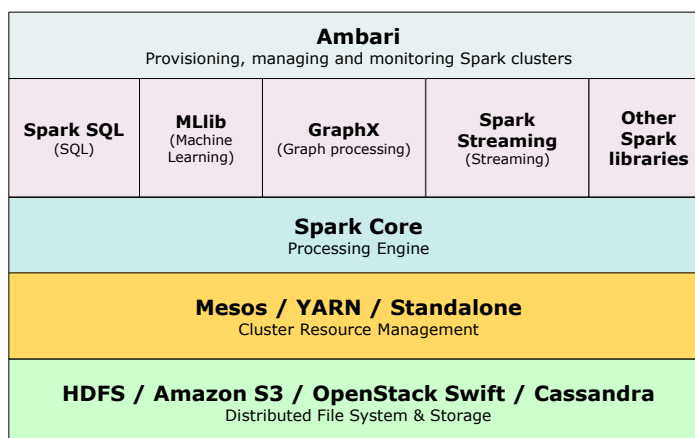 Ambari
Provisioning, managing and monitoring Spark clusters
Spark SQL
(SQL)
MLlib
(Machine
Learning)
GraphX
(Graph processing)
Spark
Streaming
(Streaming)
Other
Spark
libraries
Spark Core
Processing Engine
Mesos / YARN / Standalone
Cluster Resource Management
HDFS / Amazon S3 / OpenStack Swift / Cassandra
Distributed File System & Storage